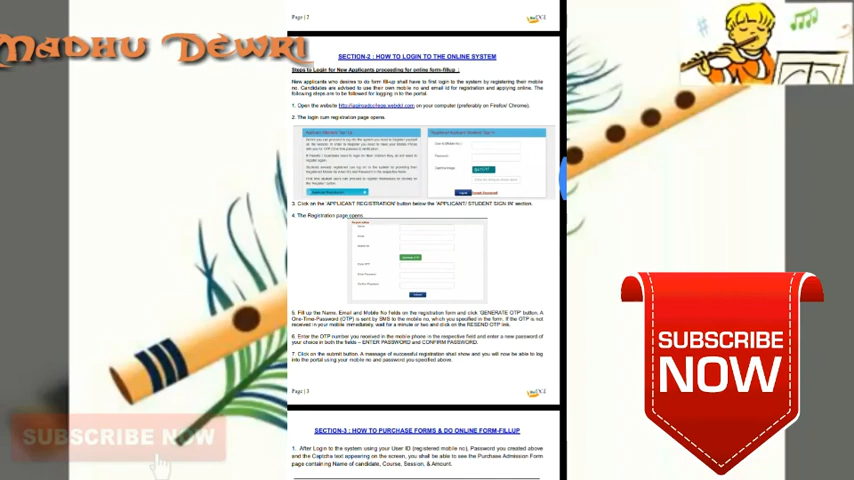 MADHU DEWRI
Page | 7
SECTION-2 : HOW TO LOGIN TO THE ONLINE SYSTEM
Steps to Login for New Applicants proceeding for online form-fillup :
New applicants who desires to do form fill-up shall have to first login to the system by registering their mobile
no. Candidates are advised to use their own mobile no and email Id for registration and applying online. The
following steps are to be followed for logging in to the portal.
1. Open the website on your computer (preferably on Firefox/ Chrome).
2. The login cum registration page opens.
3. Click on the 'APPLICANT REGISTRATION' button below the 'APPLICANT/ STUDENT SIGN IN' section.
4. The Registration page opens.
5. Fill up the Name, Email and Mobile No fields on the registration form and click 'GENERATE OTP' button. A
One-Time-Password (OTP) is sent by SMS to the mobile no, which you specified in the form. If the OTP is not
received in your mobile immediately, wait for a minute or two and click on the RESEND OTP link.
6. Enter the OTP number you received in the mobile phone in the respective field and enter a new password of
your choice in both the fields – ENTER PASSWORD and CONFIRM PASSWORD.
7. Click on the submit button. A message of successful registration shall show and you will now be able to log
into the portal using your mobile no and password you specified above.
Page | 3
SECTION-3 : HOW TO PURCHASE FORMS & DO ONLINE FORM-FILLUP
1. After Login to the system using your User ID (registered mobile no), Password you created above
and the Captcha text appearing on the screen, you shall be able to see the Purchase Admission Form
page containing Name of candidate, Course, Session, & Amount.
SUBSCRIBE NOW
SUBSCRIBE
NOW